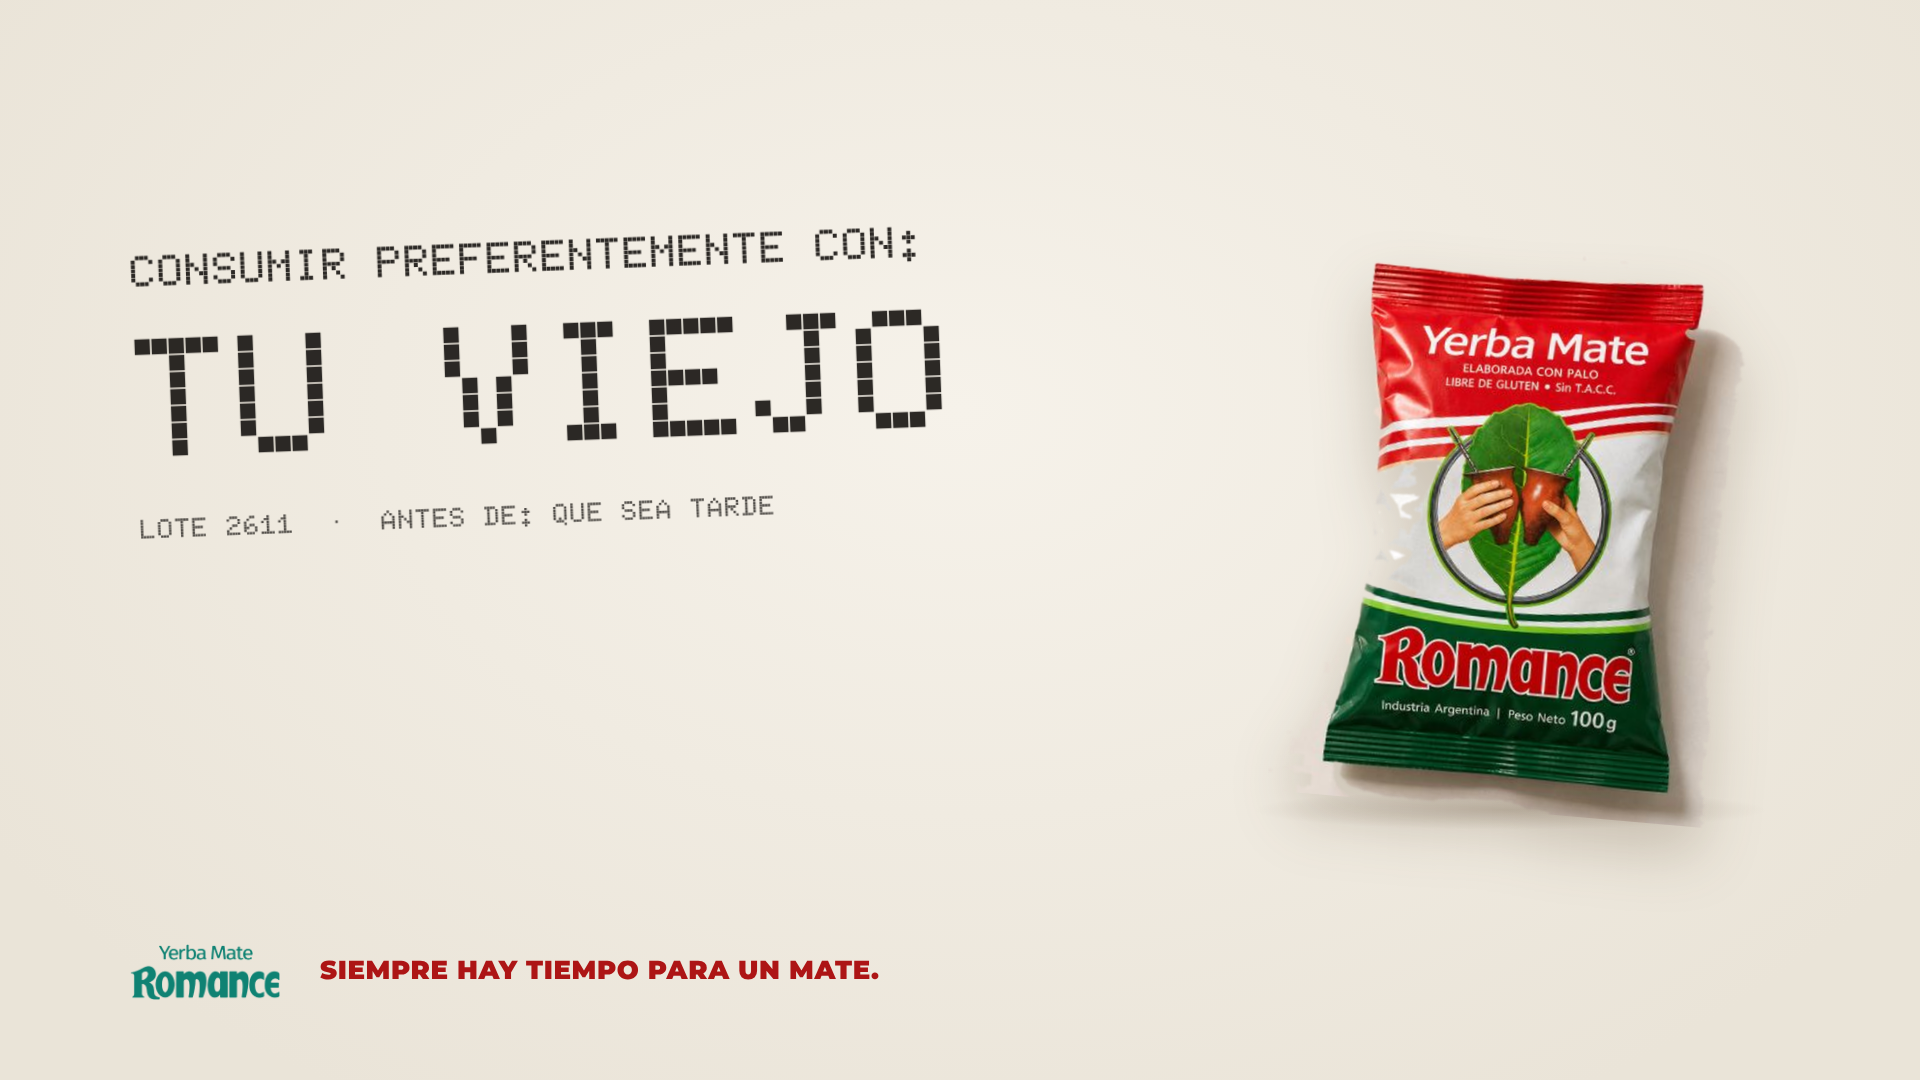 CONSUMIR PREFERENTEMENTE CON:
TU VIEJO
LOTE 2611 · ANTES DE: QUE SEA TARDE
Yerba Mate
ELABORADA CON PALO
LIBRE DE GLUTEN • Sin T.A.C.C.
Romance®
Industria Argentina | Peso Neto 100g
Yerba Mate
Romance
SIEMPRE HAY TIEMPO PARA UN MATE.